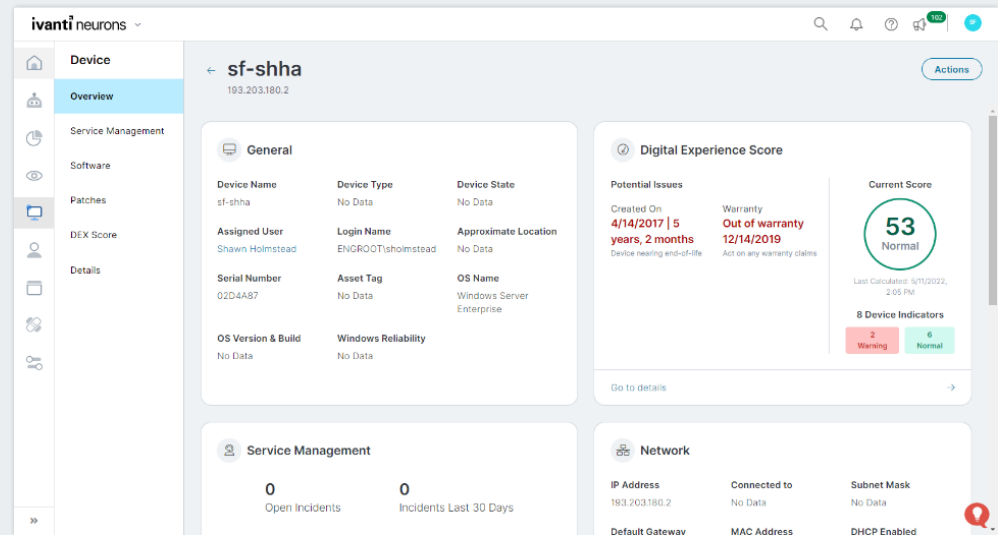 ivanti neurons
102
SF
Device
Overview
Service Management
Software
Patches
DEX Score
Details
sf-shha
193.203.180.2
Actions
General
Device Name
Device Type
Device State
sf-shha
No Data
No Data
Assigned User
Login Name
Approximate Location
Shawn Holmstead
ENGROOT\sholmstead
No Data
Serial Number
Asset Tag
OS Name
02D4A87
No Data
Windows Server
Enterprise
OS Version & Build
Windows Reliability
No Data
No Data
Digital Experience Score
Potential Issues
Created On
4/14/2017 | 5
years, 2 months
Device nearing end-of-life
Warranty
Out of warranty
12/14/2019
Act on any warranty claims
Current Score
53
Normal
Last Calculated: 5/11/2022,
2:05 PM
8 Device Indicators
2
Warning
6
Normal
Go to details
Service Management
0
Open Incidents
0
Incidents Last 30 Days
Network
IP Address
Connected to
Subnet Mask
193.203.180.2
No Data
No Data
Default Gateway
MAC Address
DHCP Enabled